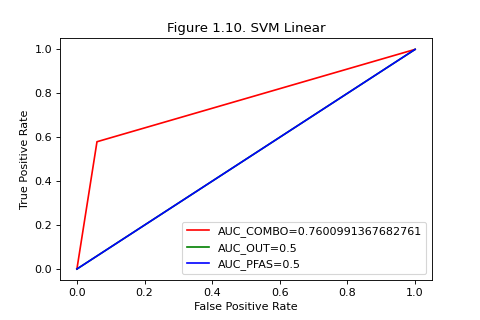 Figure 1.10. SVM Linear
True Positive Rate
1.0
0.8
0.6
0.4
0.2
0.0
AUC_COMBO=0.7600991367682761
AUC_OUT=0.5
AUC_PFAS=0.5
0.0 0.2 0.4 0.6 0.8 1.0
False Positive Rate